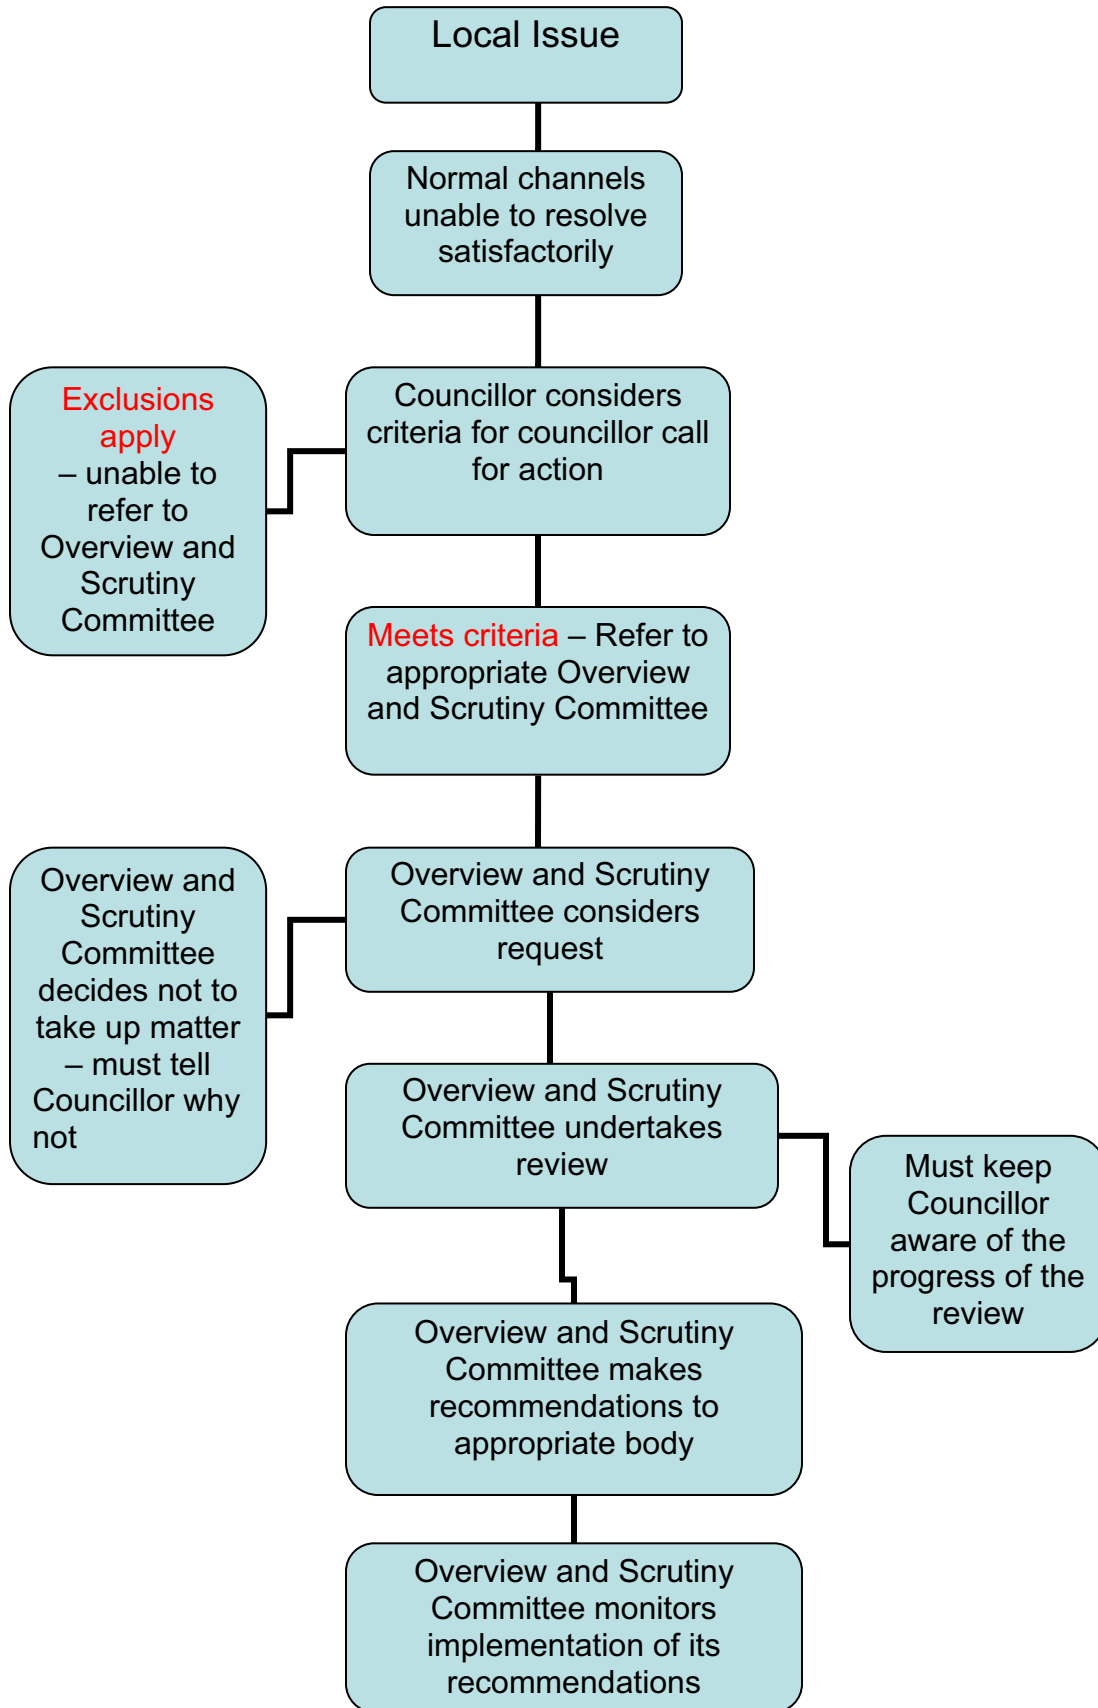 Local Issue
Normal channels
unable to resolve
satisfactorily
Exclusions
apply
– unable to
refer to
Overview and
Scrutiny
Committee
Councillor considers
criteria for councillor call
for action
Meets criteria – Refer to
appropriate Overview
and Scrutiny Committee
Overview and
Scrutiny
Committee
decides not to
take up matter
– must tell
Councillor why
not
Overview and Scrutiny
Committee considers
request
Overview and Scrutiny
Committee undertakes
review
Must keep
Councillor
aware of the
progress of the
review
Overview and Scrutiny
Committee makes
recommendations to
appropriate body
Overview and Scrutiny
Committee monitors
implementation of its
recommendations